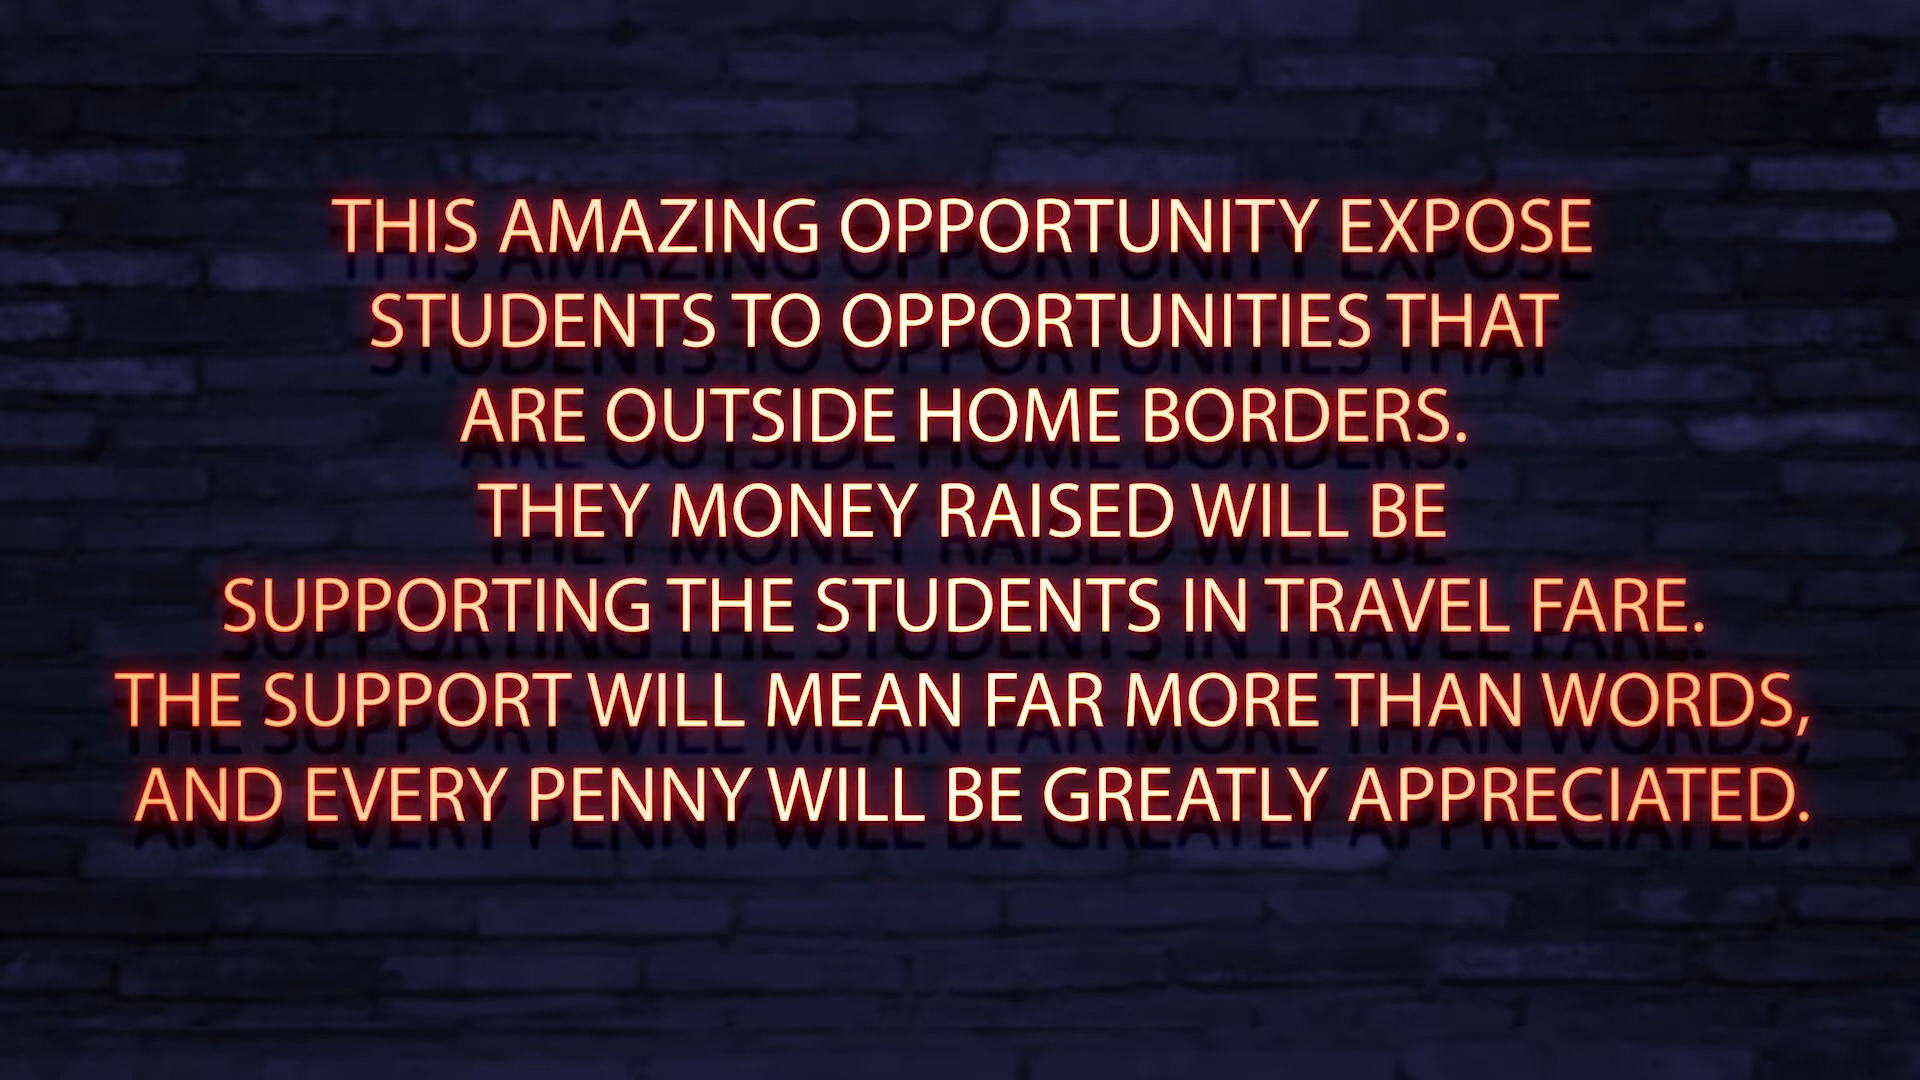 THIS AMAZING OPPORTUNITY EXPOSE
STUDENTS TO OPPORTUNITIES THAT
ARE OUTSIDE HOME BORDERS.
THEY MONEY RAISED WILL BE
SUPPORTING THE STUDENTS IN TRAVEL FARE.
THE SUPPORT WILL MEAN FAR MORE THAN WORDS,
AND EVERY PENNY WILL BE GREATLY APPRECIATED.